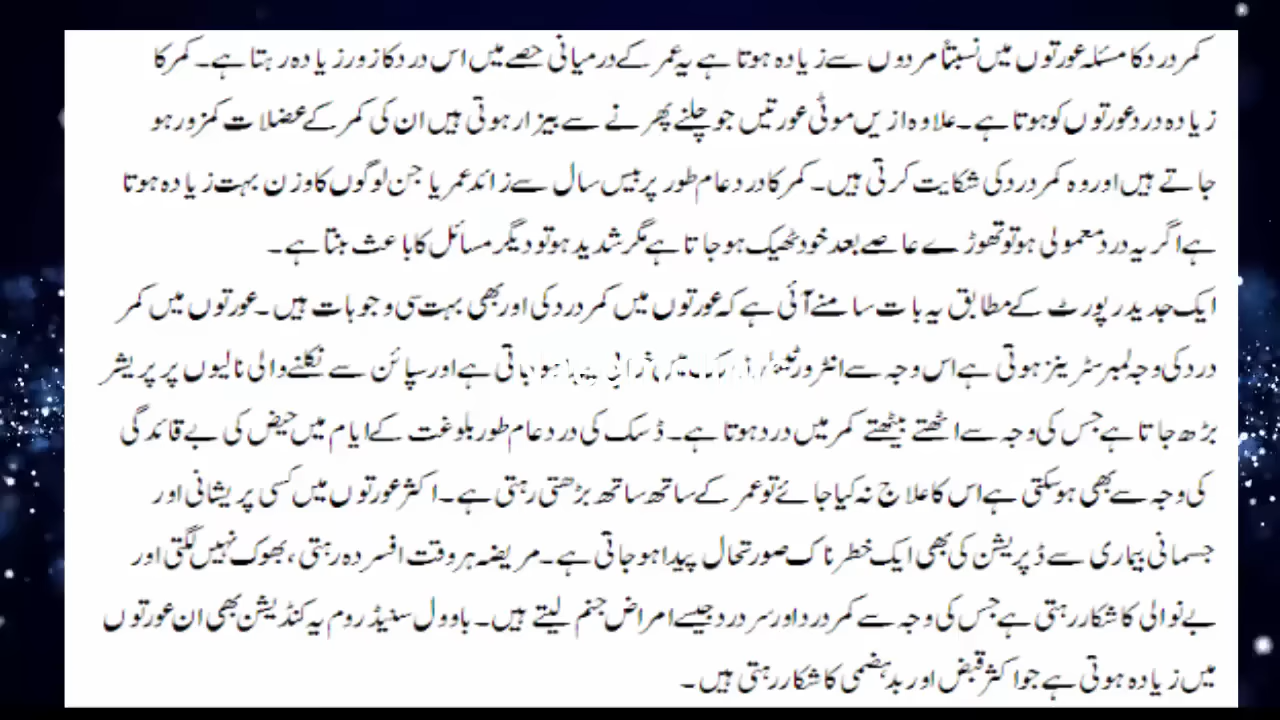 کمر درد کا مسئلہ عورتوں میں نسبتاً مردوں سے زیادہ ہوتا ہے یہ عمر کے درمیانی حصے میں اس درد کا زور زیادہ رہتا ہے۔ کمر کا
زیادہ درد عورتوں کو ہوتا ہے۔ علاوہ ازیں موٹی عورتیں جو چلنے پھرنے سے بیزار ہوتی ہیں ان کی کمر کے عضلات کمزور ہو
جاتے ہیں اور وہ کمر درد کی شکایت کرتی ہیں۔ کمر کا درد عام طور پر بیس سال سے زائد عمر یا جن لوگوں کا وزن بہت زیادہ ہوتا
ہے اگر یہ درد معمولی ہو تو تھوڑے عاصے بعد خود ٹھیک ہو جاتا ہے مگر شدید ہو تو دیگر مسائل کا باعث بنتا ہے۔
ایک جدید رپورٹ کے مطابق یہ بات سامنے آئی ہے کہ عورتوں میں کمر درد کی اور بھی بہت سی وجوہات ہیں۔ عورتوں میں کمر
درد کی وجہ لمبر سٹرینز ہوتی ہے اس وجہ سے میں ہے اور سپائن سے نکلنے والی نالیوں پر پریشر
بڑھ جاتا ہے جس کی وجہ سے اٹھتے بیٹھتے کمر میں درد ہوتا ہے۔ ڈسک کی درد عام طور بلوغت کے ایام میں حیض کی بے قائدگی
کی وجہ سے بھی ہو سکتی ہے اس کا علاج نہ کیا جائے تو عمر کے ساتھ ساتھ بڑھتی رہتی ہے۔ اکثر عورتوں میں کسی پریشانی اور
جسمانی بیماری سے ڈپریشن کی بھی ایک خطرناک صورتحال پیدا ہو جاتی ہے۔ مریضہ ہر وقت افسردہ رہتی، بھوک نہیں لگتی اور
بے نوالی کا شکار رہتی ہے جس کی وجہ سے کمر درد اور سر درد جیسے امراض جنم لیتے ہیں۔ باوول سنیڈروم یہ کنڈیشن بھی ان عورتوں
میں زیادہ ہوتی ہے جو اکثر قبض اور بدہضمی کا شکار رہتی ہیں۔